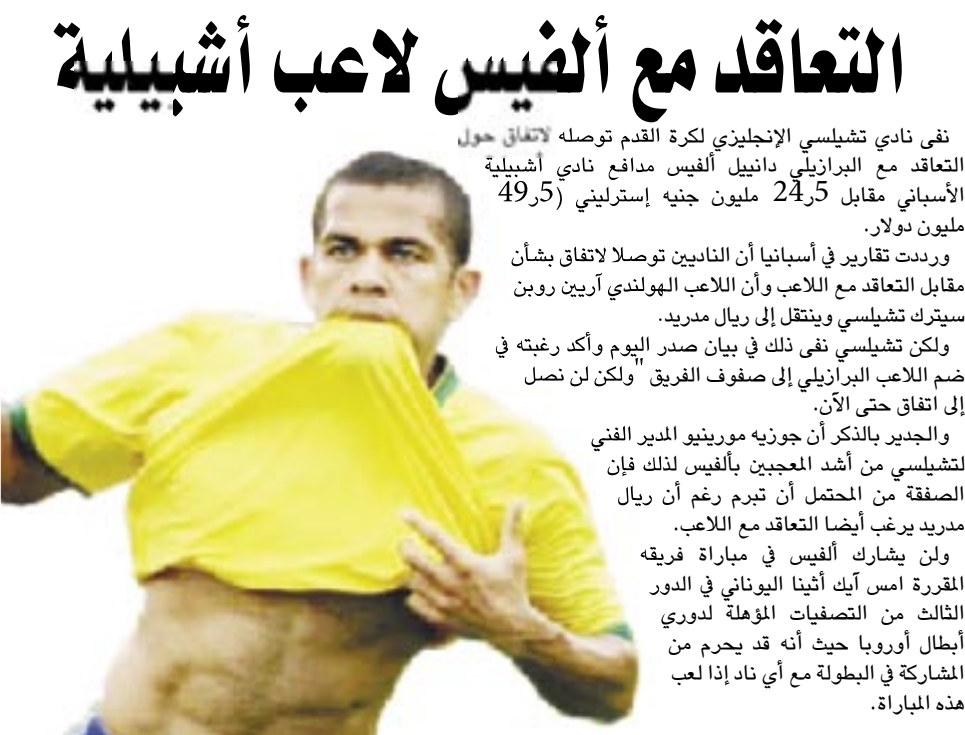 التعاقد مع ألفيس لاعب أشبيلية
نفى نادي تشيلسي الإنجليزي لكرة القدم توصله لاتفاق حول
التعاقد مع البرازيلي دانييل ألفيس مدافع نادي أشبيلية
الأسباني مقابل 5ر24 مليون جنيه إسترليني (5ر49
مليون دولار.
ورددت تقارير في أسبانيا أن الناديين توصلا لاتفاق بشأن
مقابل التعاقد مع اللاعب وأن اللاعب الهولندي آريين روبن
سيترك تشيلسي وينتقل إلى ريال مدريد.
ولكن تشيلسي نفى ذلك في بيان صدر اليوم وأكد رغبته في
ضم اللاعب البرازيلي إلى صفوف الفريق "ولكن لن نصل
إلى اتفاق حتى الآن.
والجدير بالذكر أن جوزيه مورينيو المدير الفني
لتشيلسي من أشد المعجبين بألفيس لذلك فإن
الصفقة من المحتمل أن تبرم رغم أن ريال
مدريد يرغب أيضا التعاقد مع اللاعب.
ولن يشارك ألفيس في مباراة فريقه
المقررة امس آيك أثينا اليوناني في الدور
الثالث من التصفيات المؤهلة لدوري
أبطال أوروبا حيث أنه قد يحرم من
المشاركة في البطولة مع أي ناد إذا لعب
هذه المباراة.